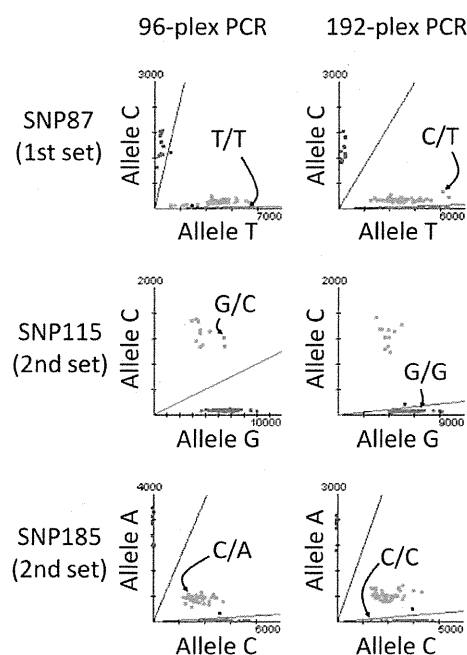 96-plex PCR 192-plex PCR
SNP87
(1st set)
3000
Allele C
T/T
7000
Allele T
3000
Allele C
C/T
6000
Allele T
SNP115
(2nd set)
2000
Allele C
G/C
10000
Allele G
2000
Allele C
G/G
9000
Allele G
SNP185
(2nd set)
4000
Allele A
C/A
6000
Allele C
3000
Allele A
C/C
5000
Allele C